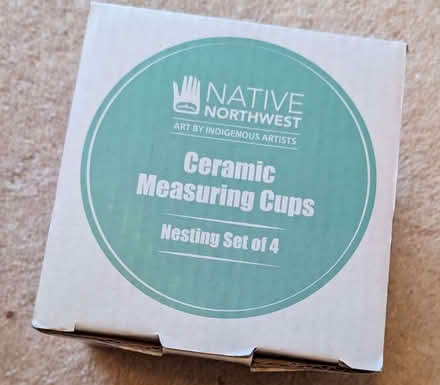 NATIVE
NORTHWEST
ART BY INDIGENOUS ARTISTS
Ceramic
Measuring Cups
Nesting Set of 4